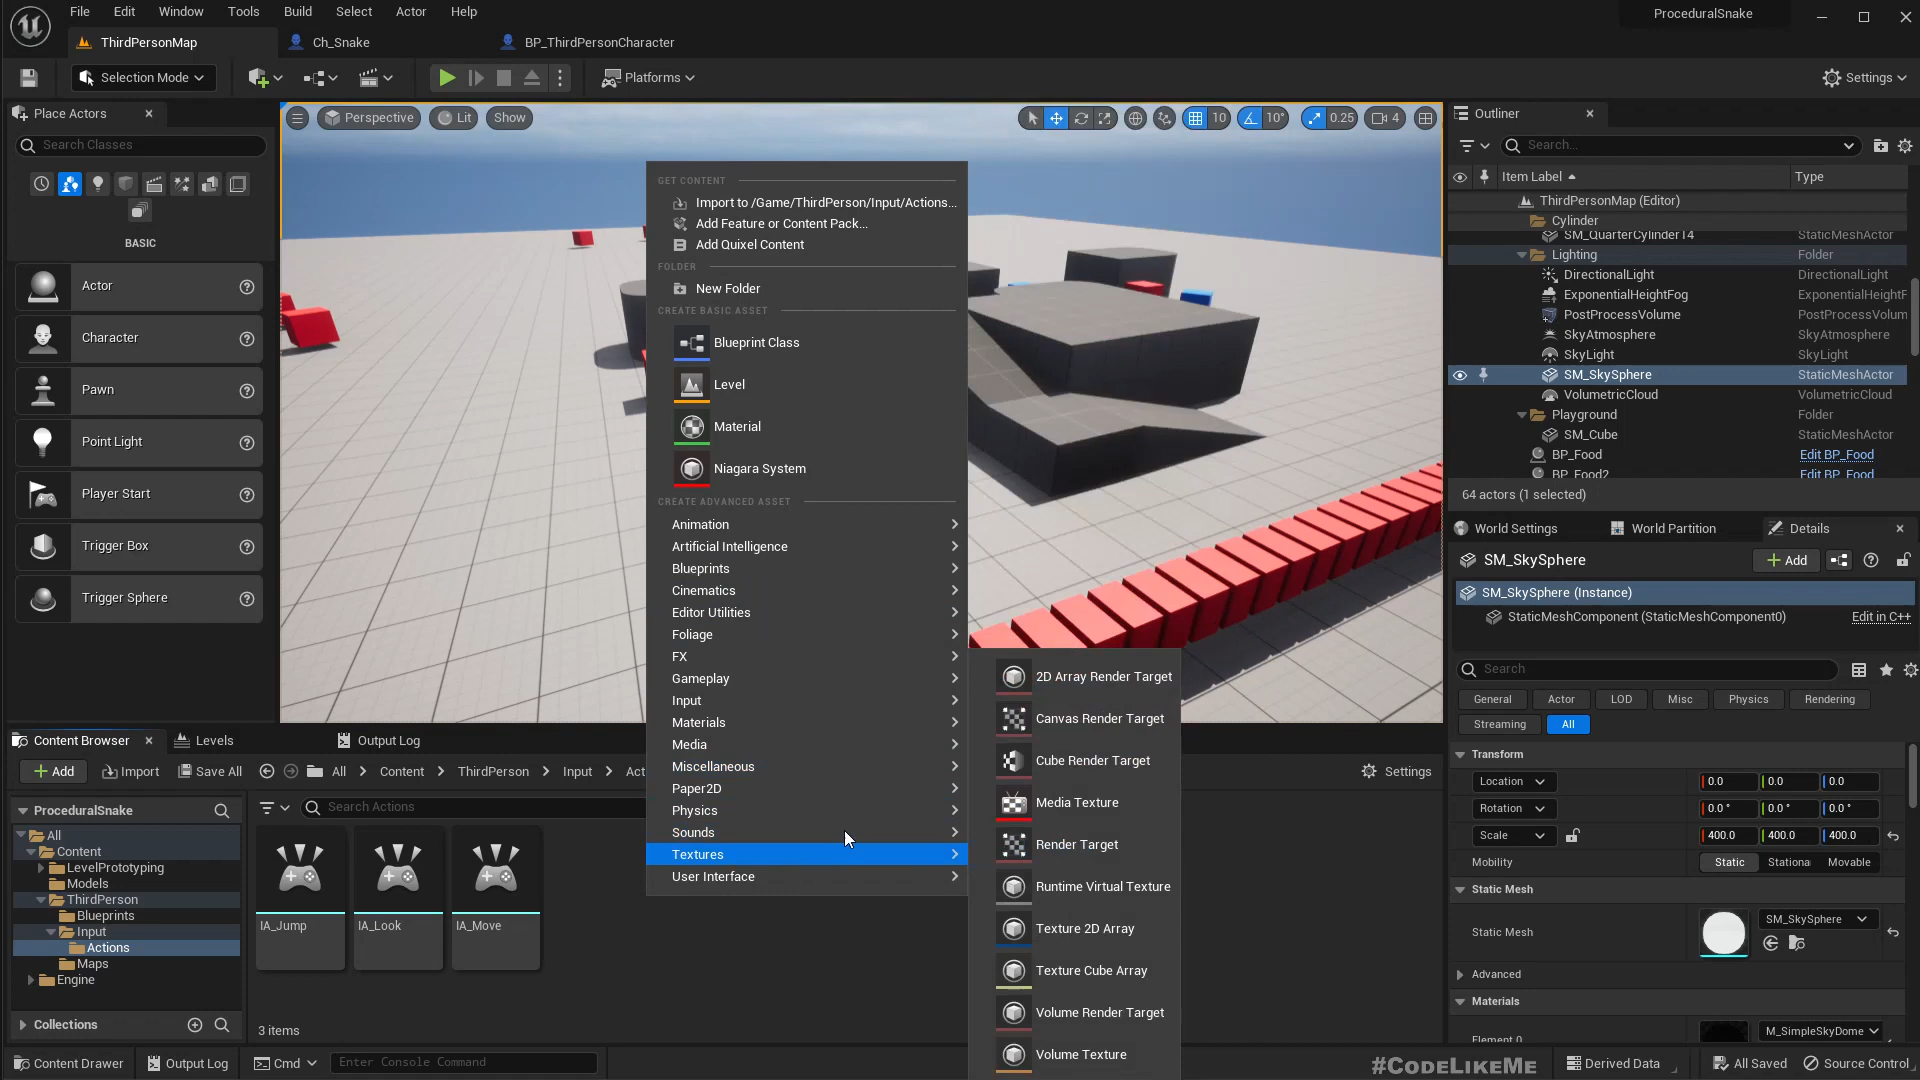 File Edit Window Tools Build Select Actor Help
ProceduralSnake
ThirdPersonMap
Ch_Snake
BP_ThirdPersonCharacter
Selection Mode
Platforms
Settings
Place Actors
Search Classes
BASIC
Actor
Character
Pawn
Point Light
Player Start
Trigger Box
Trigger Sphere
Perspective
Lit
Show
10
10°
0.25
4
GET CONTENT
Import to /Game/ThirdPerson/Input/Actions...
Add Feature or Content Pack...
Add Quixel Content
FOLDER
New Folder
CREATE BASIC ASSET
Blueprint Class
Level
Material
Niagara System
CREATE ADVANCED ASSET
Animation
Artificial Intelligence
Blueprints
Cinematics
Editor Utilities
Foliage
FX
Gameplay
Input
Materials
Media
Miscellaneous
Paper2D
Physics
Sounds
Textures
User Interface
2D Array Render Target
Canvas Render Target
Cube Render Target
Media Texture
Render Target
Runtime Virtual Texture
Texture 2D Array
Texture Cube Array
Volume Render Target
Volume Texture
Outliner
Search...
Item Label
Type
ThirdPersonMap (Editor)
Cylinder
SM_QuarterCylinder14 StaticMeshActor
Lighting Folder
DirectionalLight DirectionalLight
ExponentialHeightFog ExponentialHeightF
PostProcessVolume PostProcessVolum
SkyAtmosphere SkyAtmosphere
SkyLight SkyLight
SM_SkySphere StaticMeshActor
VolumetricCloud VolumetricCloud
Playground Folder
SM_Cube StaticMeshActor
BP_Food Edit BP_Food
BP_Food2 Edit BP_Food
64 actors (1 selected)
World Settings
World Partition
Details
SM_SkySphere
Add
SM_SkySphere (Instance)
StaticMeshComponent (StaticMeshComponent0)
Edit in C++
Search
General
Actor
LOD
Misc
Physics
Rendering
Streaming
All
Transform
Location 0.0 0.0 0.0
Rotation 0.0 ° 0.0 ° 0.0 °
Scale 400.0 400.0 400.0
Mobility Static Stationa Movable
Static Mesh
Static Mesh SM_SkySphere
Advanced
Materials
Element 0 M_SimpleSkyDome
Content Browser
Levels
Output Log
Add
Import
Save All
All Content ThirdPerson Input Act
Settings
ProceduralSnake
Search Actions
All
Content
LevelPrototyping
Models
ThirdPerson
Blueprints
Input
Actions
Maps
Engine
Collections
IA_Jump
IA_Look
IA_Move
3 items
Content Drawer
Output Log
Cmd
Enter Console Command
#CODELIKEME
Derived Data
All Saved
Source Control